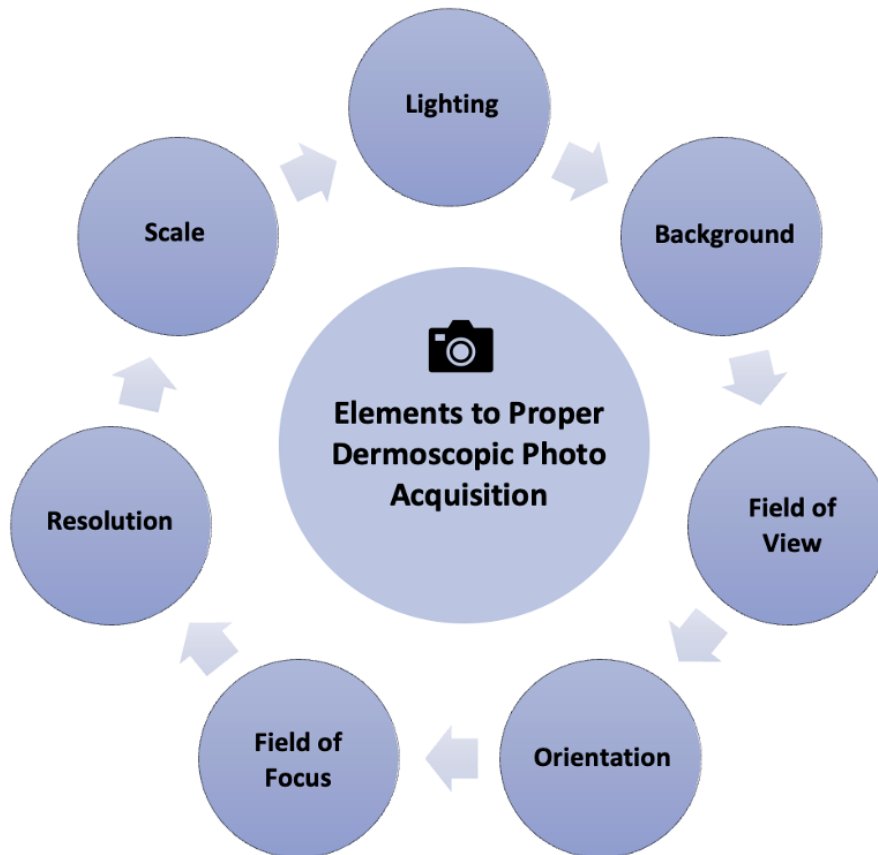 Lighting
Background
Field of
View
Orientation
Field of
Focus
Resolution
Scale
Elements to Proper
Dermoscopic Photo
Acquisition